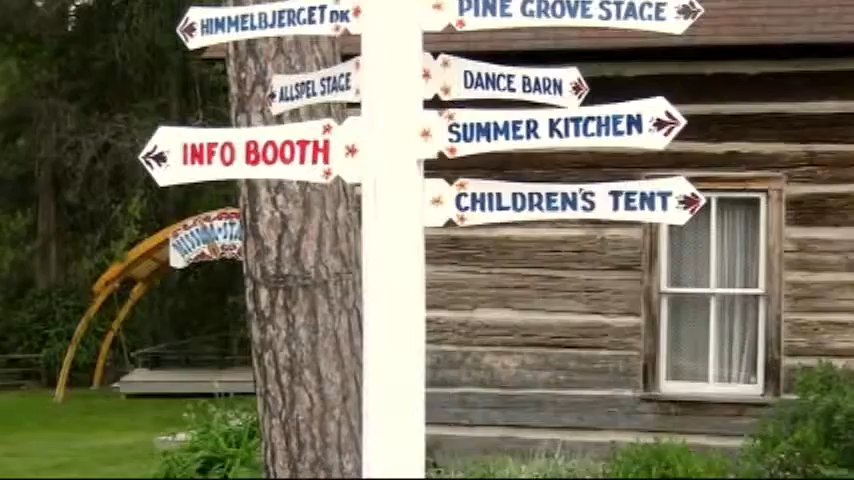 HIMMELBJERGET DK
PINE GROVE STAGE
ALLSPEL STAGE
DANCE BARN
INFO BOOTH
SUMMER KITCHEN
CHILDREN'S TENT